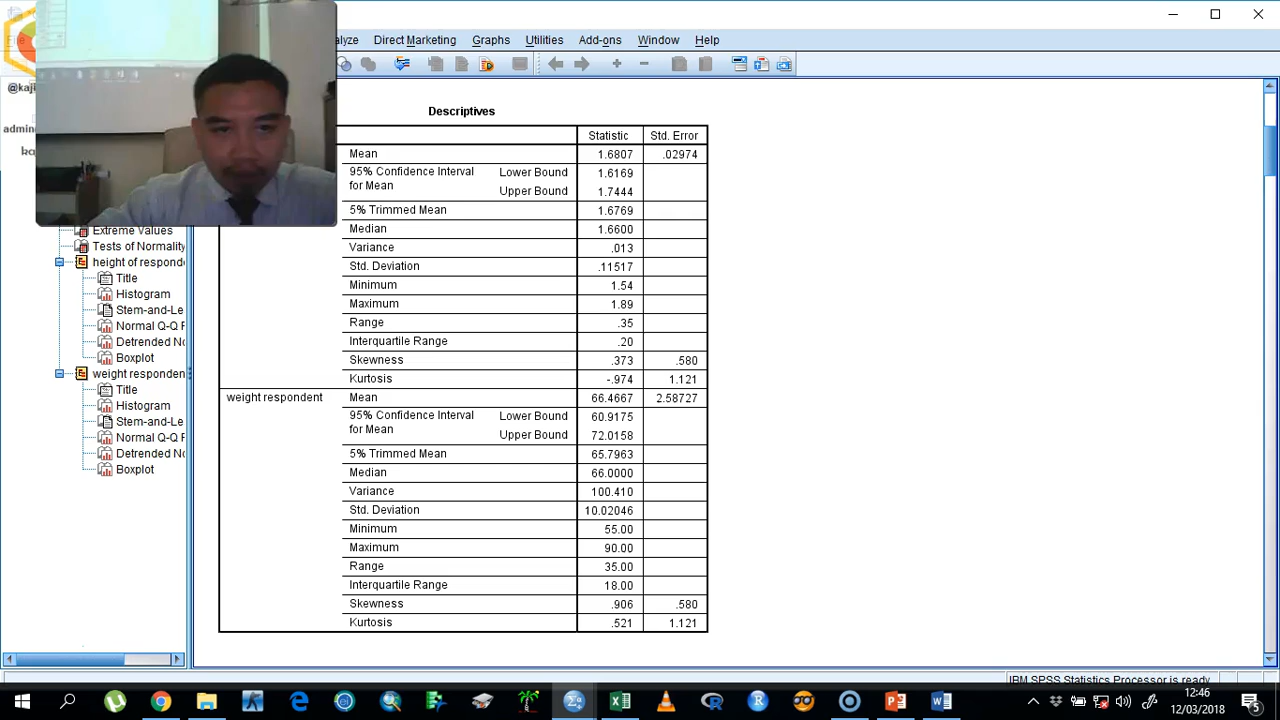 alyze Direct Marketing Graphs Utilities Add-ons Window Help
@kaji
admin
ka
Extreme Values
Tests of Normality
height of responde
Title
Histogram
Stem-and-Le
Normal Q-Q P
Detrended No
Boxplot
weight responden
Title
Histogram
Stem-and-Le
Normal Q-Q P
Detrended No
Boxplot
Descriptives
Statistic Std. Error
Mean 1.6807 .02974
95% Confidence Interval for Mean Lower Bound 1.6169
Upper Bound 1.7444
5% Trimmed Mean 1.6769
Median 1.6600
Variance .013
Std. Deviation .11517
Minimum 1.54
Maximum 1.89
Range .35
Interquartile Range .20
Skewness .373 .580
Kurtosis -.974 1.121
weight respondent Mean 66.4667 2.58727
95% Confidence Interval for Mean Lower Bound 60.9175
Upper Bound 72.0158
5% Trimmed Mean 65.7963
Median 66.0000
Variance 100.410
Std. Deviation 10.02046
Minimum 55.00
Maximum 90.00
Range 35.00
Interquartile Range 18.00
Skewness .906 .580
Kurtosis .521 1.121
IBM SPSS Statistics Processor is ready
12:46
12/03/2018
5